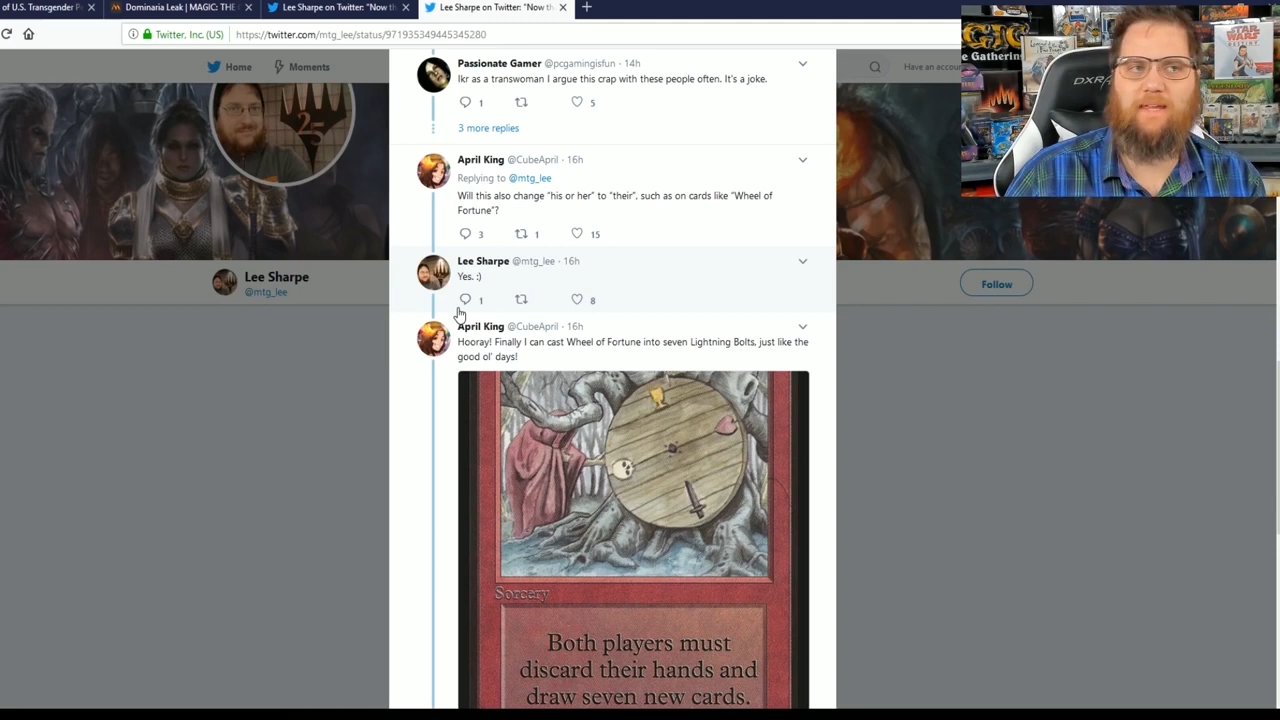 of U.S. Transgender P
Dominaria Leak | MAGIC: THE
Lee Sharpe on Twitter: "Now th
Lee Sharpe on Twitter: "Now th
Twitter, Inc. (US)
https://twitter.com/mtg_lee/status/971935349445345280
Home
Moments
Have an accou
25
Lee Sharpe
@mtg_lee
Follow
Passionate Gamer @pcgamingisfun · 14h
Ikr as a transwoman I argue this crap with these people often. It's a joke.
1
5
3 more replies
April King @CubeApril · 16h
Replying to @mtg_lee
Will this also change "his or her" to "their", such as on cards like "Wheel of
Fortune"?
3
1
15
Lee Sharpe @mtg_lee · 16h
Yes. :)
1
8
April King @CubeApril · 16h
Hooray! Finally I can cast Wheel of Fortune into seven Lightning Bolts, just like the
good ol' days!
Sorcery
Both players must
discard their hands and
draw seven new cards.
Gathering
DXR
STAR
WARS
DESTINY